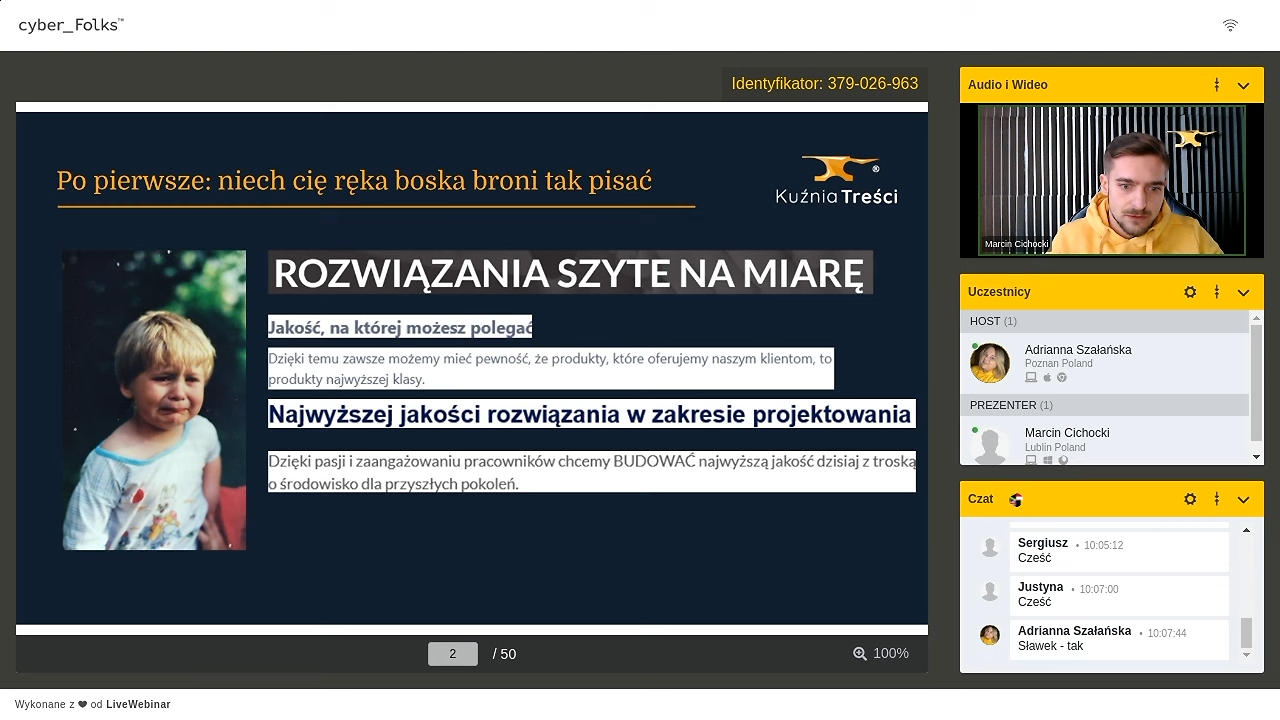 cyber_Folks™
Identyfikator: 379-026-963
Po pierwsze: niech cię ręka boska broni tak pisać
Kuźnia Treści ®
ROZWIĄZANIA SZYTE NA MIARĘ
Jakość, na której możesz polegać
Dzięki temu zawsze możemy mieć pewność, że produkty, które oferujemy naszym klientom, to
produkty najwyższej klasy.
Najwyższej jakości rozwiązania w zakresie projektowania
Dzięki pasji i zaangażowaniu pracowników chcemy BUDOWAĆ najwyższą jakość dzisiaj z troską
o środowisko dla przyszłych pokoleń.
2 / 50
100%
Audio i Wideo
Marcin Cichocki
Uczestnicy
HOST (1)
Adrianna Szałańska
Poznan Poland
PREZENTER (1)
Marcin Cichocki
Lublin Poland
Czat
Sergiusz • 10:05:12
Cześć
Justyna • 10:07:00
Cześć
Adrianna Szałańska • 10:07:44
Sławek - tak
Wykonane z ❤ od LiveWebinar